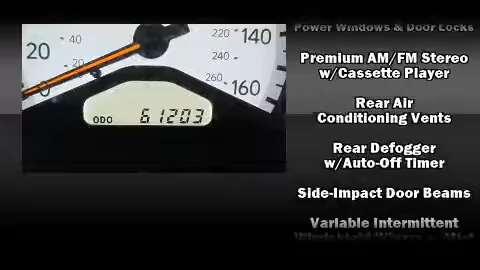 Power Windows & Door Locks
220
140
20
40
240
20
260
160
ODO 61203
Premium AM/FM Stereo
w/Cassette Player
Rear Air
Conditioning Vents
Rear Defogger
w/Auto-Off Timer
Side-Impact Door Beams
Variable Intermittent